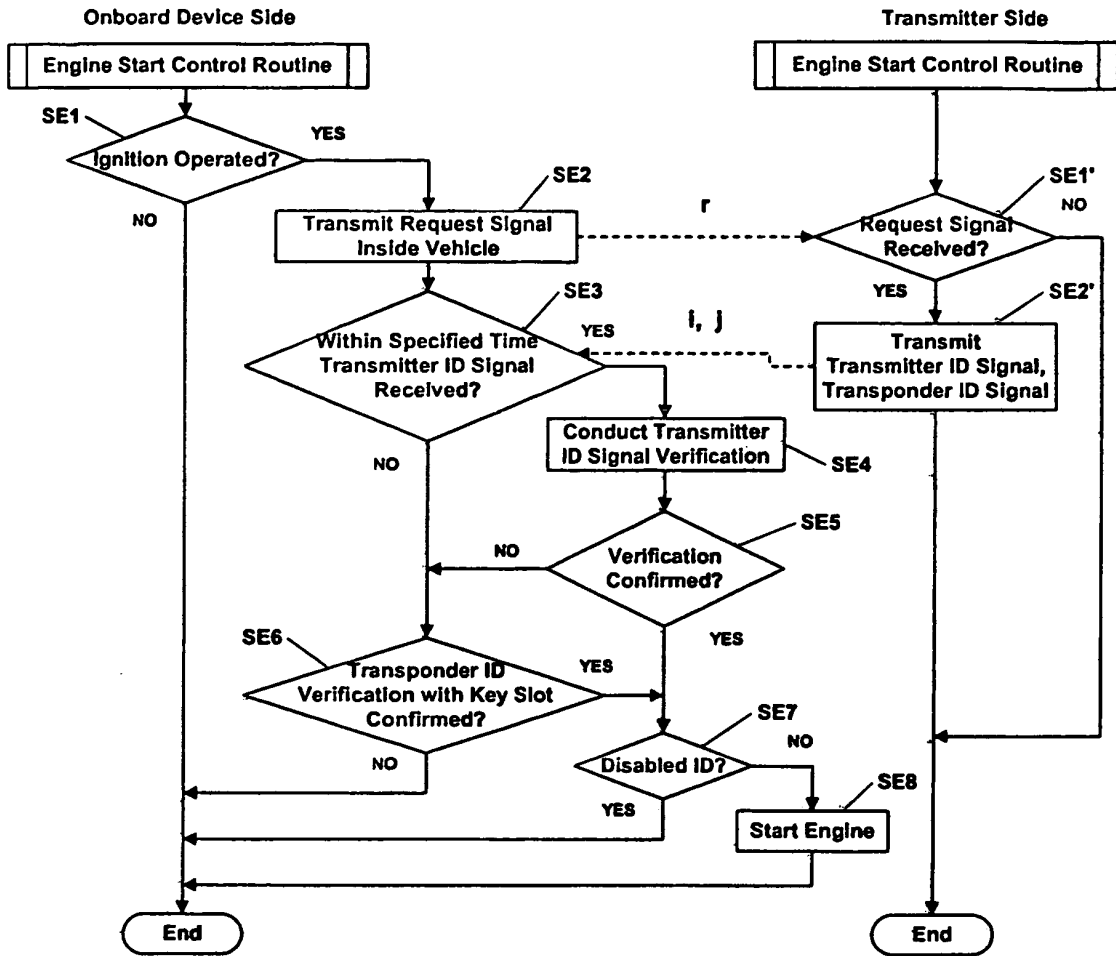 Onboard Device Side
Transmitter Side
Engine Start Control Routine
Engine Start Control Routine
SE1
Ignition Operated?
YES
NO
SE2
Transmit Request Signal
Inside Vehicle
r
SE1'
Request Signal
Received?
NO
YES
SE3
Within Specified Time
Transmitter ID Signal
Received?
YES
NO
i, j
SE2'
Transmit
Transmitter ID Signal,
Transponder ID Signal
Conduct Transmitter
ID Signal Verification
SE4
SE5
Verification
Confirmed?
NO
YES
SE6
Transponder ID
Verification with Key Slot
Confirmed?
YES
NO
SE7
Disabled ID?
NO
YES
SE8
Start Engine
End
End